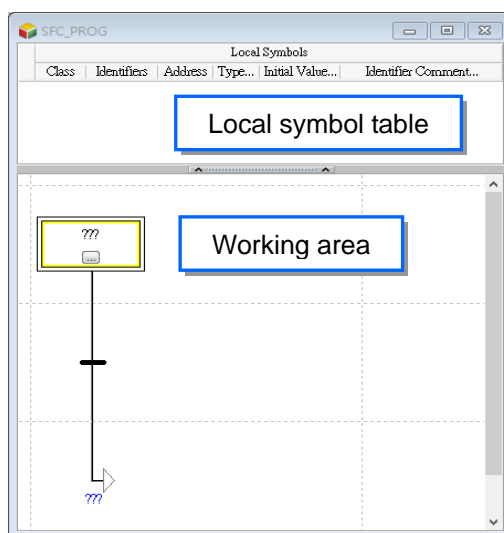 SFC_PROG
Local Symbols
Class Identifiers Address Type... Initial Value... Identifier Comment...
Local symbol table
???
...
Working area
???